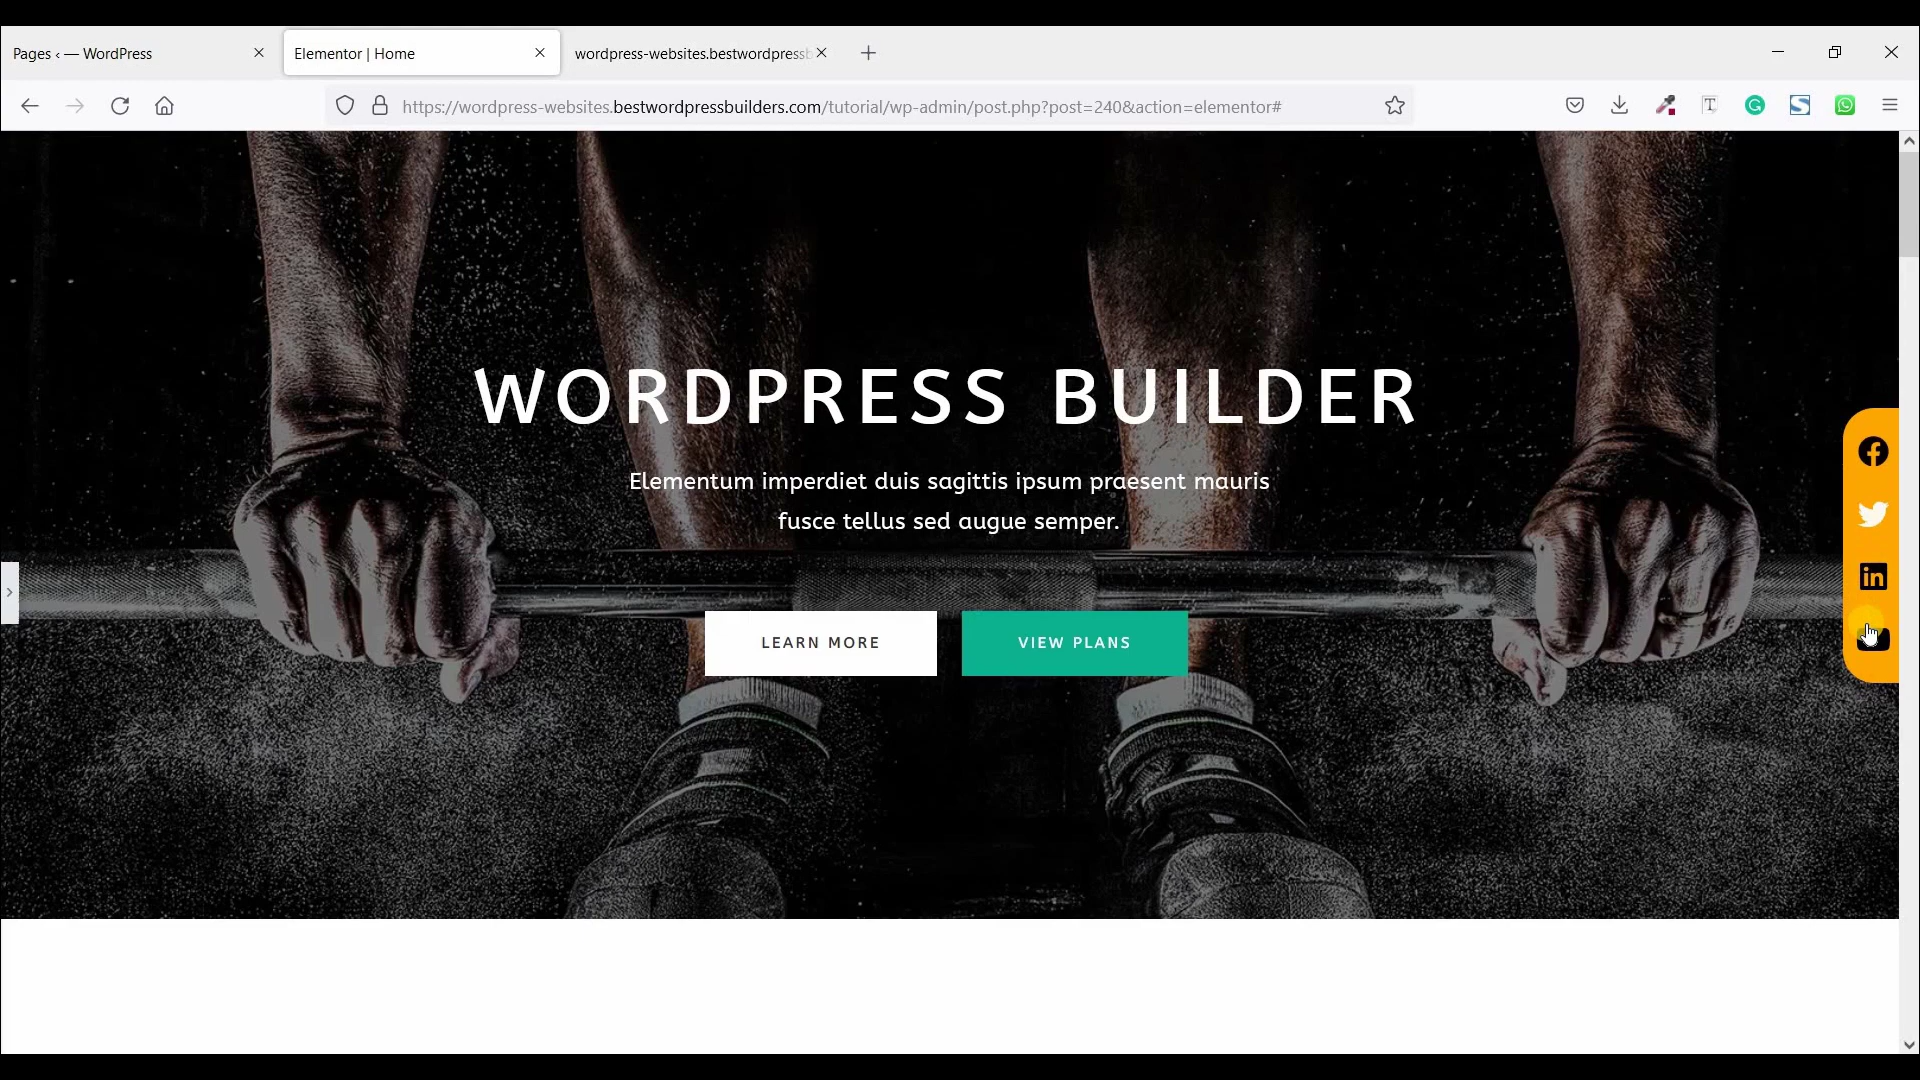 Pages ‹ — WordPress
Elementor | Home
wordpress-websites.bestwordpressb
https://wordpress-websites.bestwordpressbuilders.com/tutorial/wp-admin/post.php?post=240&action=elementor#
WORDPRESS BUILDER
Elementum imperdiet duis sagittis ipsum praesent mauris
fusce tellus sed augue semper.
LEARN MORE
VIEW PLANS
in